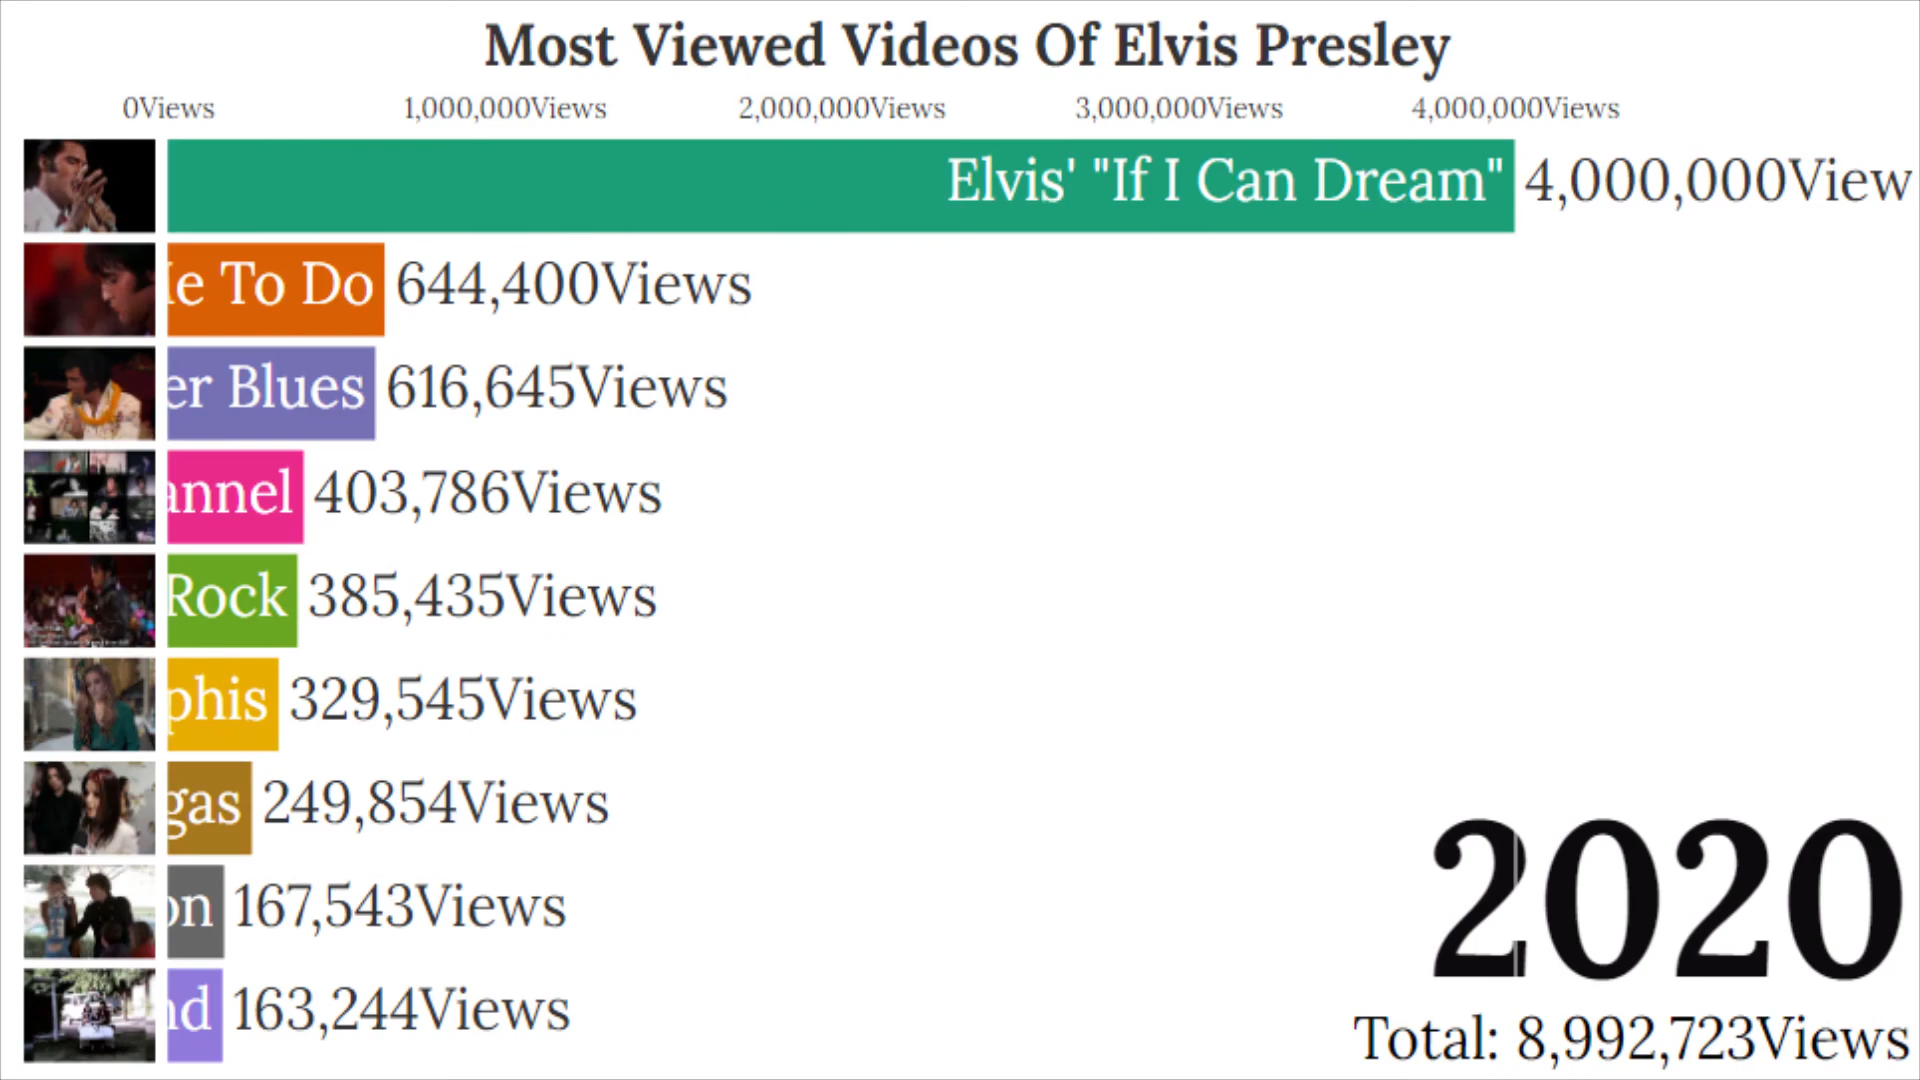 Most Viewed Videos Of Elvis Presley
0Views 1,000,000Views 2,000,000Views 3,000,000Views 4,000,000Views
Elvis' "If I Can Dream" 4,000,000View
To Do 644,400Views
er Blues 616,645Views
annel 403,786Views
Rock 385,435Views
phis 329,545Views
gas 249,854Views
on 167,543Views
nd 163,244Views
2020
Total: 8,992,723Views